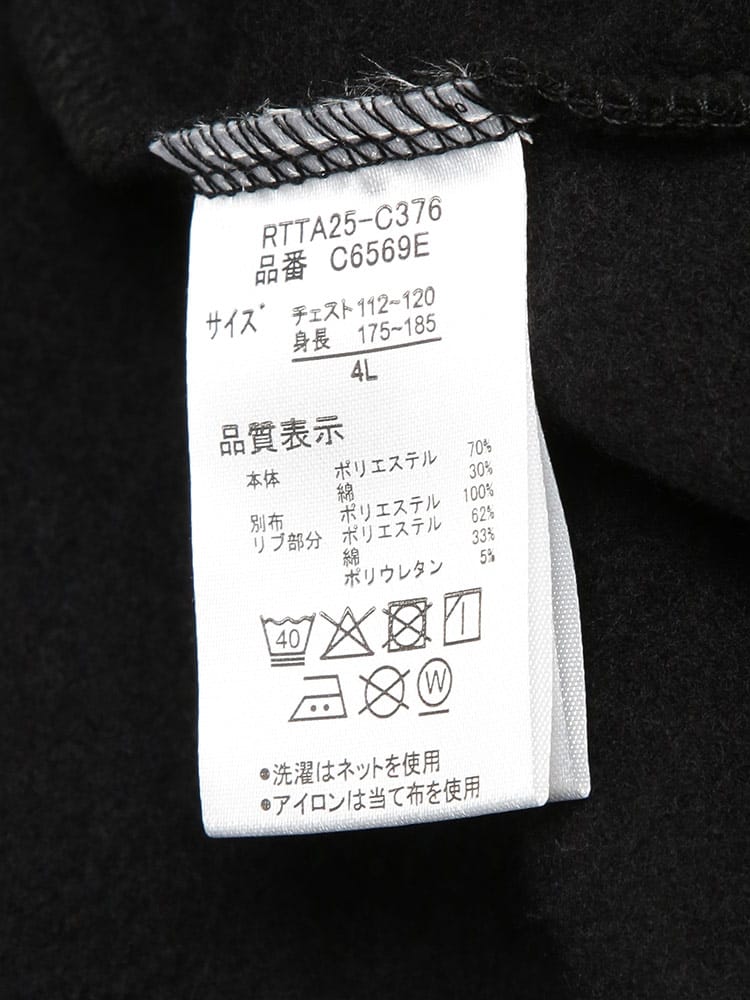 RTTA25-C376
品番 C6569E
サイズ チェスト 112~120
身長 175~185
4L
品質表示
本体 ポリエステル 70%
綿 30%
別布 ポリエステル 100%
リブ部分 ポリエステル 62%
綿 33%
ポリウレタン 5%
40
W
●洗濯はネットを使用
●アイロンは当て布を使用